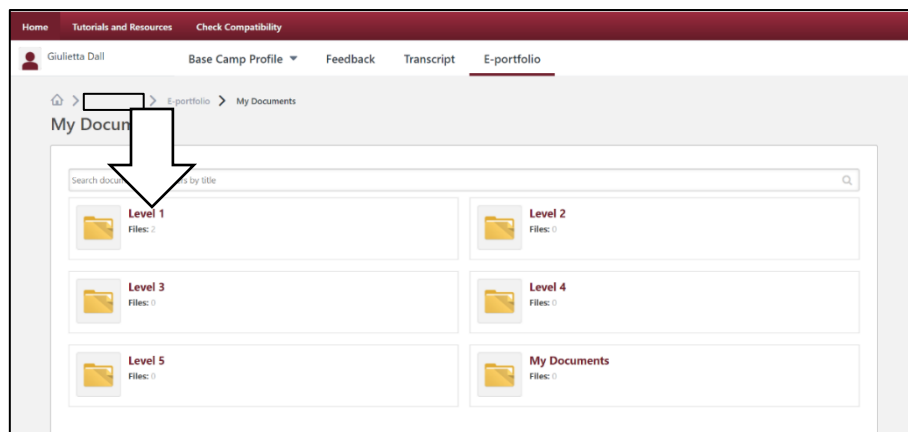 Home Tutorials and Resources Check Compatibility
Giulietta Dall Base Camp Profile Feedback Transcript E-portfolio
E-portfolio My Documents
My
Search by title
Level 1
Files: 2
Level 2
Files: 0
Level 3
Files: 0
Level 4
Files: 0
Level 5
Files: 0
My Documents
Files: 0